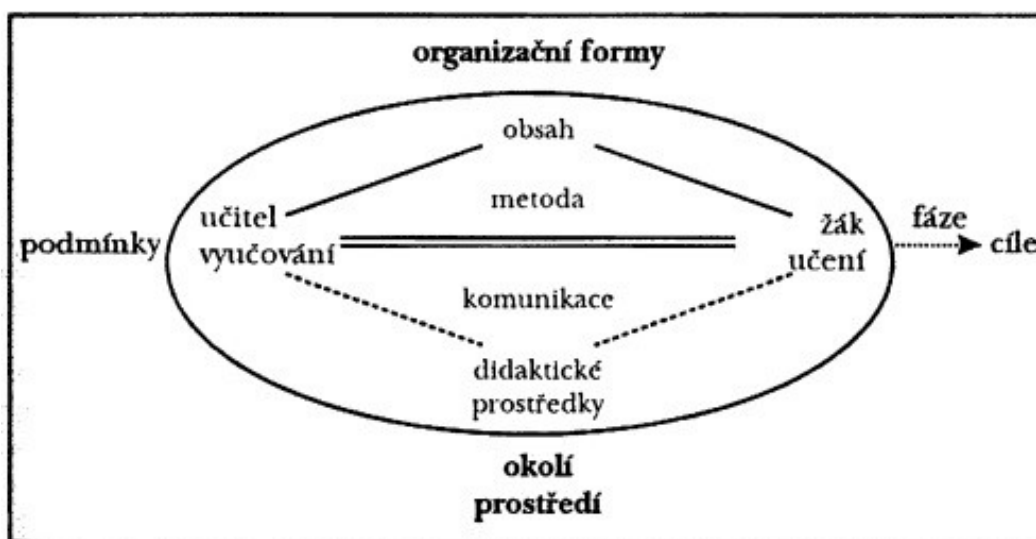 organizační formy
obsah
metoda
učitel
vyučování
žák
učení
podmínky
fáze
cíle
komunikace
didaktické
prostředky
okolí
prostředí